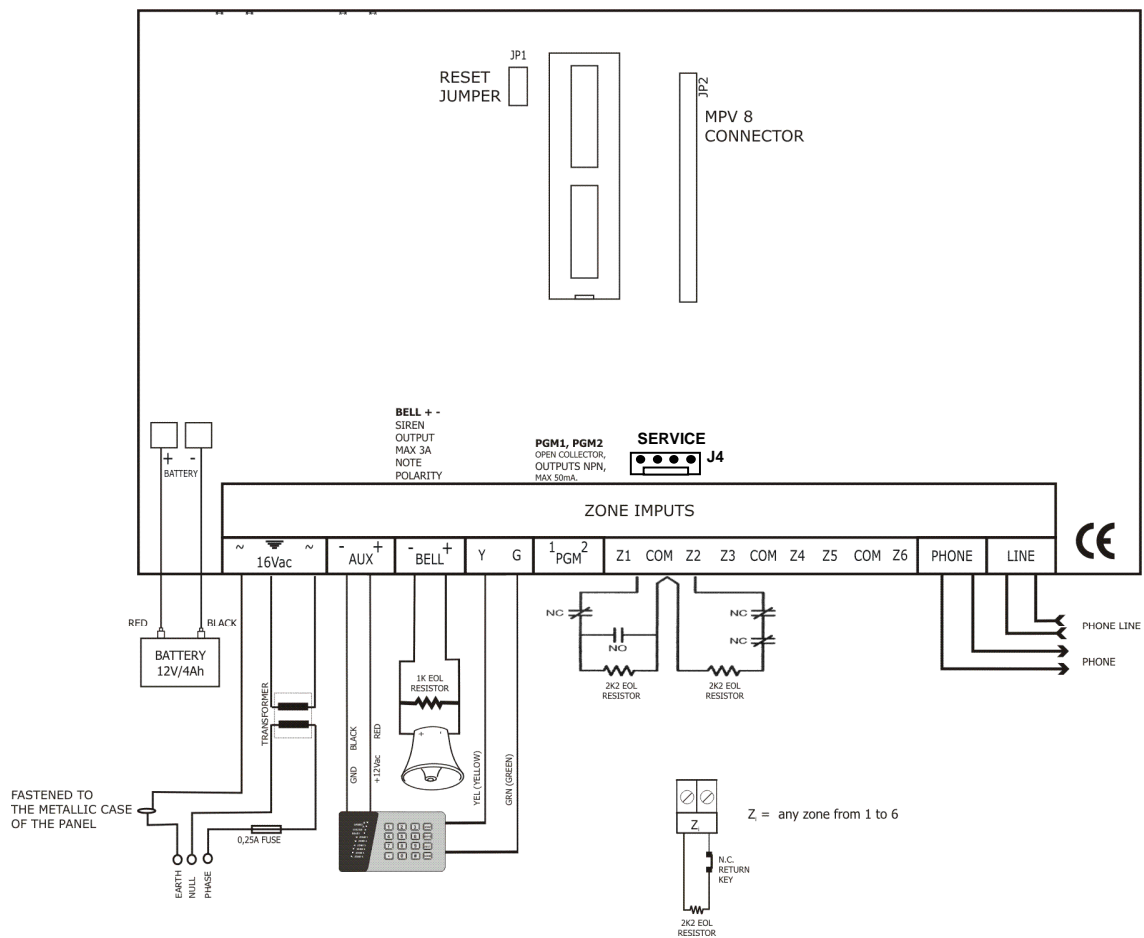 JP1
RESET
JUMPER
JP2
MPV 8
CONNECTOR
BELL + -
SIREN
OUTPUT
MAX 3A
NOTE
POLARITY
PGM1, PGM2
OPEN COLLECTOR,
OUTPUTS NPN,
MAX 50mA.
SERVICE
J4
+ -
BATTERY
ZONE IMPUTS
~ ~
16Vac
- +
AUX
- +
BELL
Y G
1 PGM 2
Z1 COM Z2 Z3 COM Z4 Z5 COM Z6
PHONE
LINE
CE
RED
BLACK
BATTERY
12V/4Ah
NC
NO
2K2 EOL
RESISTOR
NC
NC
2K2 EOL
RESISTOR
PHONE LINE
PHONE
TRANSFORMER
1K EOL
RESISTOR
+ -
GND BLACK
+12Vac RED
YEL (YELLOW)
GRN (GREEN)
FASTENED TO
THE METALLIC CASE
OF THE PANEL
0,25A FUSE
EARTH
NULL
PHASE
Zi
Zi = any zone from 1 to 6
N.C.
RETURN
KEY
2K2 EOL
RESISTOR